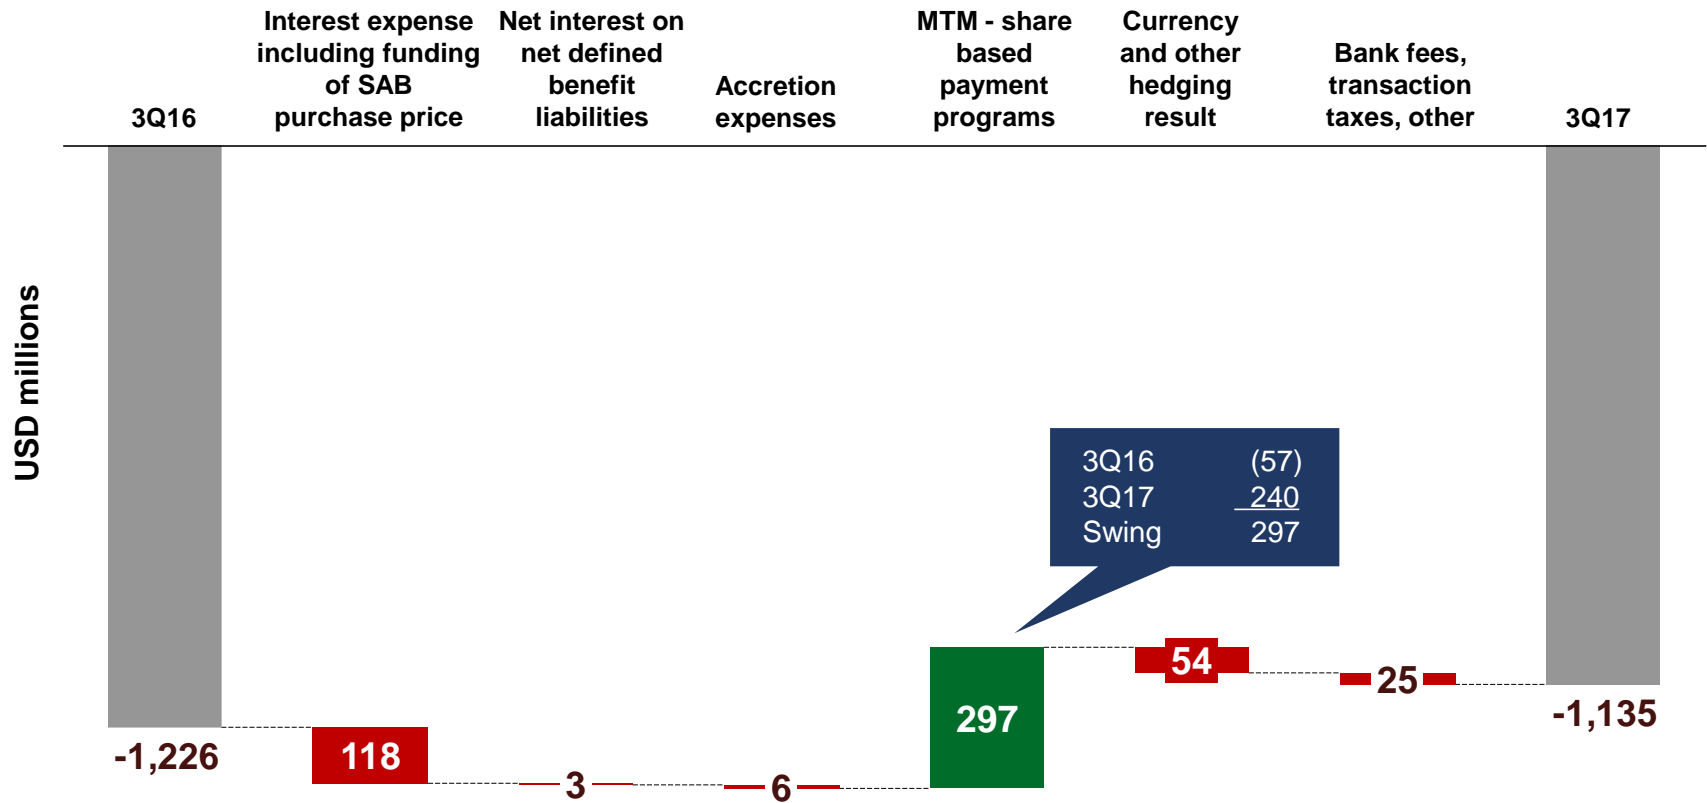 3Q16
Interest expense
including funding
of SAB
purchase price
Net interest on
net defined
benefit
liabilities
Accretion
expenses
MTM - share
based
payment
programs
Currency
and other
hedging
result
Bank fees,
transaction
taxes, other
3Q17
USD millions
3Q16 (57)
3Q17 240
Swing 297
-1,226
118
3
6
297
54
25
-1,135